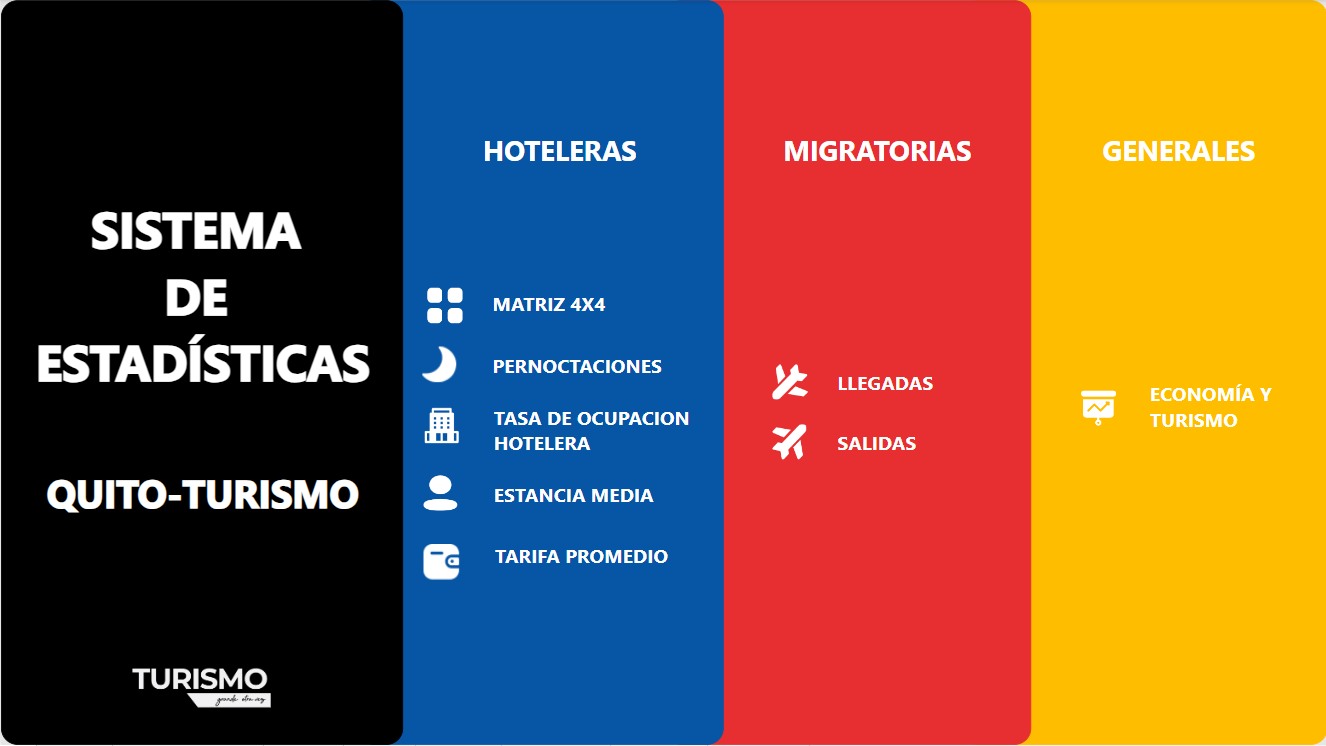 SISTEMA
DE
ESTADÍSTICAS
QUITO-TURISMO
TURISMO
grande otra vez
HOTELERAS
MATRIZ 4X4
PERNOCTACIONES
TASA DE OCUPACION
HOTELERA
ESTANCIA MEDIA
TARIFA PROMEDIO
MIGRATORIAS
LLEGADAS
SALIDAS
GENERALES
ECONOMÍA Y
TURISMO